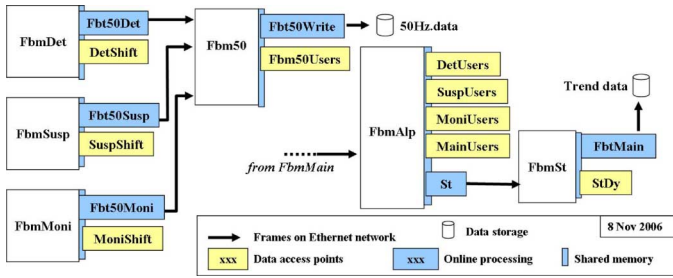 FbmDet
Fbt50Det
DetShift
FbmSusp
Fbt50Susp
SuspShift
FbmMoni
Fbt50Moni
MoniShift
Fbm50
Fbt50Write
Fbm50Users
50Hz.data
from FbmMain
FbmAlp
DetUsers
SuspUsers
MoniUsers
MainUsers
St
FbmSt
FbtMain
StDy
Trend data
Frames on Ethernet network
Data storage
8 Nov 2006
xxx Data access points
xxx Online processing
Shared memory